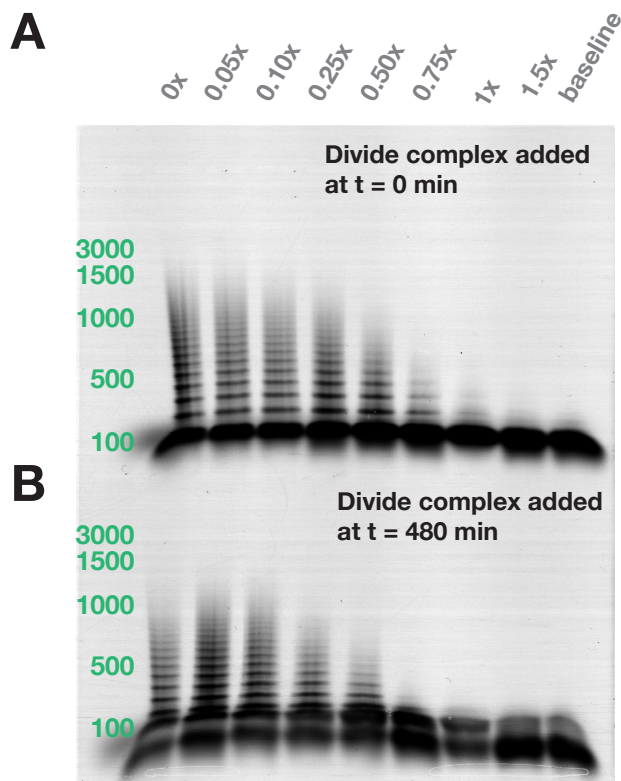 A
0x
0.05x
0.10x
0.25x
0.50x
0.75x
1x
1.5x
baseline
Divide complex added
at t = 0 min
3000
1500
1000
500
100
B
Divide complex added
at t = 480 min
3000
1500
1000
500
100